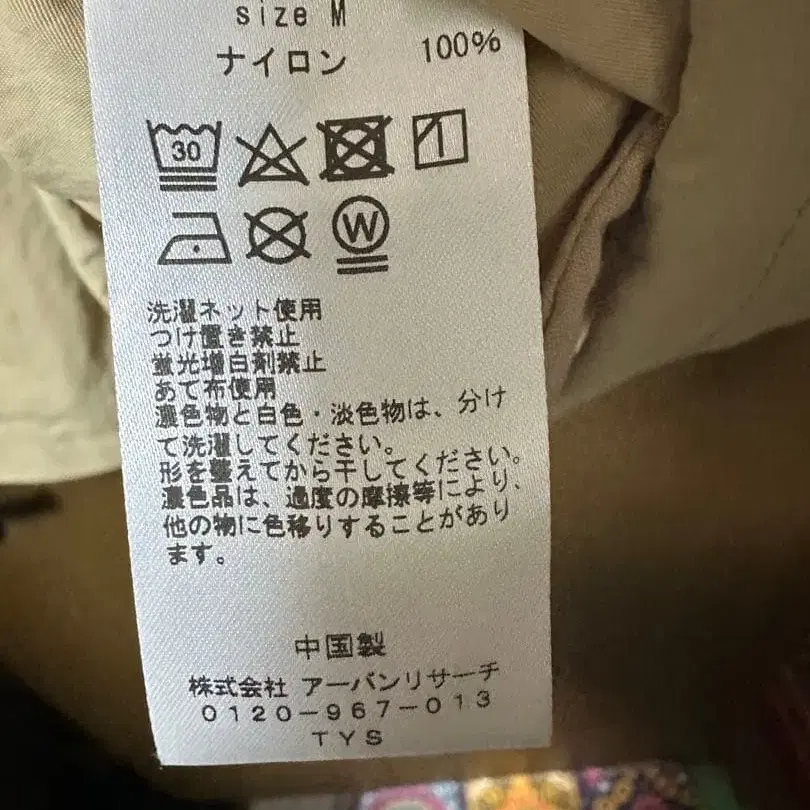 size M
ナイロン 100%
30
W
洗濯ネット使用
つけ置き禁止
蛍光増白剤禁止
あて布使用
濃色物と白色・淡色物は、分け
て洗濯してください。
形を整えてから干してください。
濃色品は、過度の摩擦等により、
他の物に色移りすることがあり
ます。
中国製
株式会社 アーバンリサーチ
0120-967-013
TYS